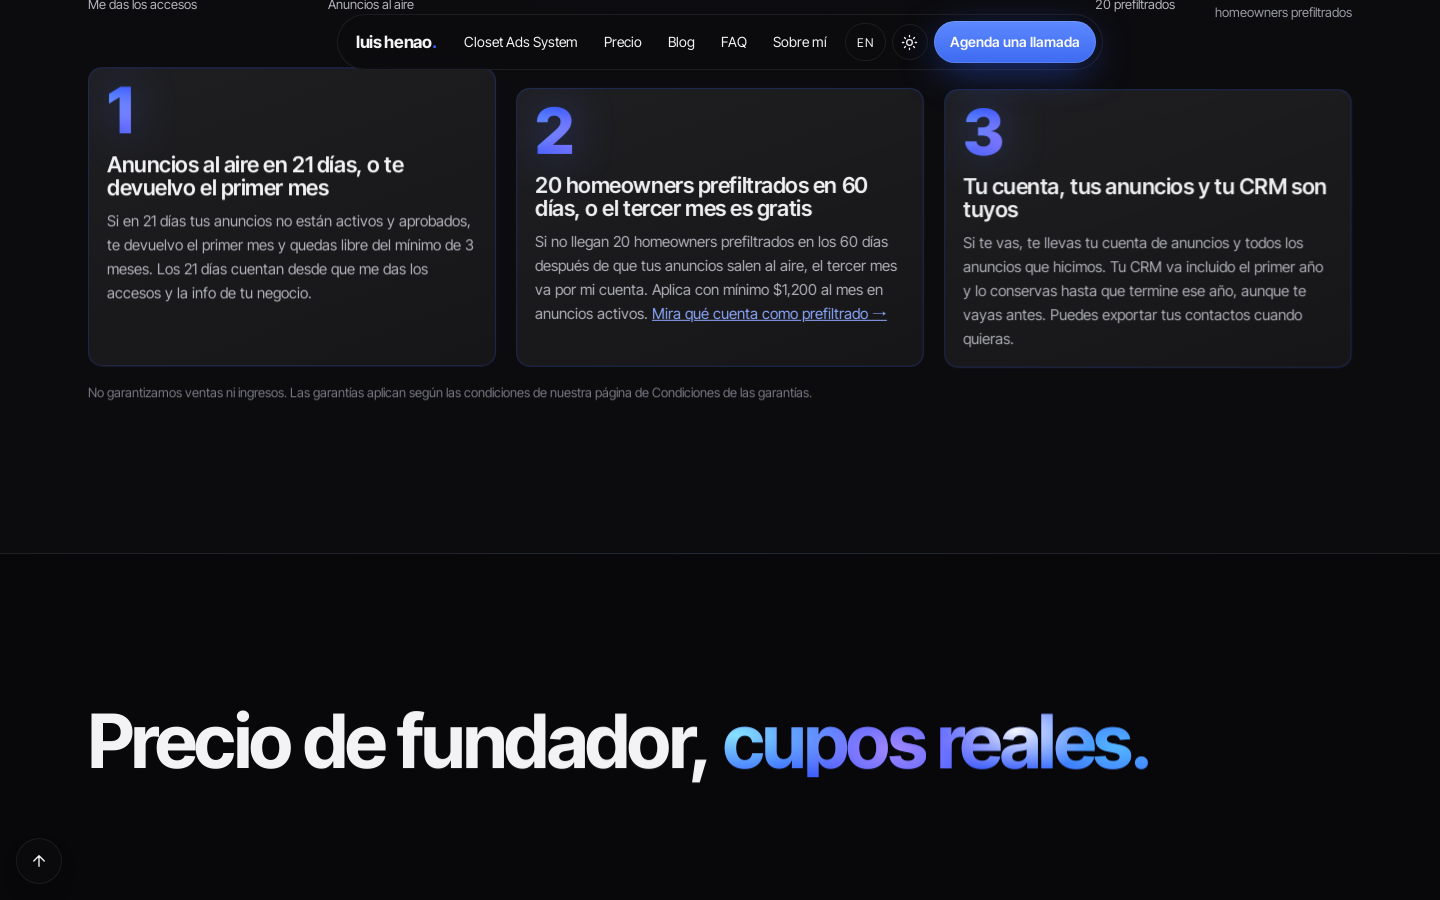 Me das los accesos
Anuncios al aire
20 prefiltrados
homeowners prefiltrados
luis henao.
Closet Ads System
Precio
Blog
FAQ
Sobre mí
EN
Agenda una llamada
1
Anuncios al aire en 21 días, o te
devuelvo el primer mes
Si en 21 días tus anuncios no están activos y aprobados,
te devuelvo el primer mes y quedas libre del mínimo de 3
meses. Los 21 días cuentan desde que me das los
accesos y la info de tu negocio.
2
20 homeowners prefiltrados en 60
días, o el tercer mes es gratis
Si no llegan 20 homeowners prefiltrados en los 60 días
después de que tus anuncios salen al aire, el tercer mes
va por mi cuenta. Aplica con mínimo $1,200 al mes en
anuncios activos. Mira qué cuenta como prefiltrado →
3
Tu cuenta, tus anuncios y tu CRM son
tuyos
Si te vas, te llevas tu cuenta de anuncios y todos los
anuncios que hicimos. Tu CRM va incluido el primer año
y lo conservas hasta que termine ese año, aunque te
vayas antes. Puedes exportar tus contactos cuando
quieras.
No garantizamos ventas ni ingresos. Las garantías aplican según las condiciones de nuestra página de Condiciones de las garantías.
Precio de fundador, cupos reales.